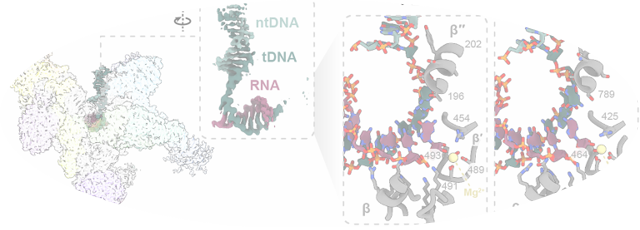 ntDNA
tDNA
RNA
β″
202
196
454
β′
493
489
491
Mg²⁺
β
789
425
464